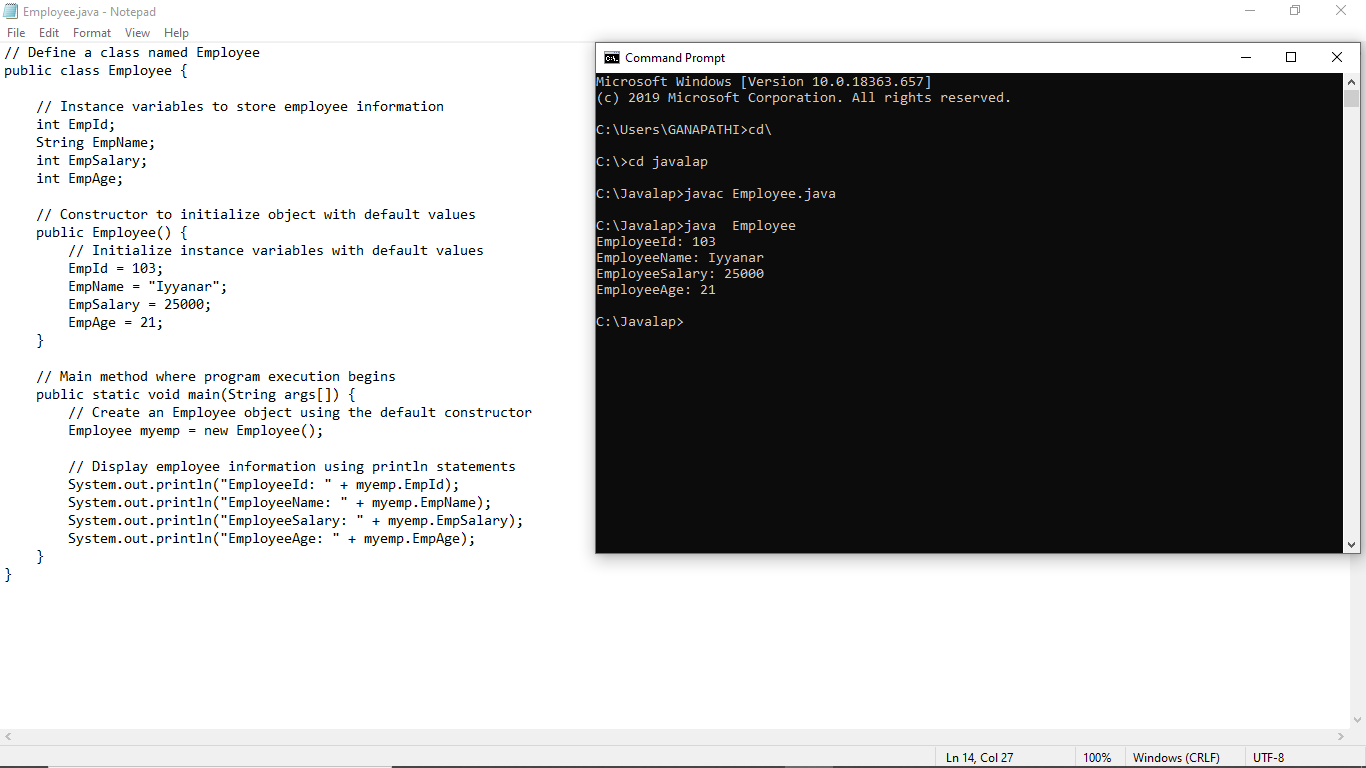 Employee.java - Notepad
File Edit Format View Help
// Define a class named Employee
public class Employee {
// Instance variables to store employee information
int EmpId;
String EmpName;
int EmpSalary;
int EmpAge;
// Constructor to initialize object with default values
public Employee() {
// Initialize instance variables with default values
EmpId = 103;
EmpName = "Iyyanar";
EmpSalary = 25000;
EmpAge = 21;
}
// Main method where program execution begins
public static void main(String args[]) {
// Create an Employee object using the default constructor
Employee myemp = new Employee();
// Display employee information using println statements
System.out.println("EmployeeId: " + myemp.EmpId);
System.out.println("EmployeeName: " + myemp.EmpName);
System.out.println("EmployeeSalary: " + myemp.EmpSalary);
System.out.println("EmployeeAge: " + myemp.EmpAge);
}
}
C:\. Command Prompt
Microsoft Windows [Version 10.0.18363.657]
(c) 2019 Microsoft Corporation. All rights reserved.
C:\Users\GANAPATHI>cd\
C:\>cd javalap
C:\Javalap>javac Employee.java
C:\Javalap>java  Employee
EmployeeId: 103
EmployeeName: Iyyanar
EmployeeSalary: 25000
EmployeeAge: 21
C:\Javalap>
Ln 14, Col 27 100% Windows (CRLF) UTF-8